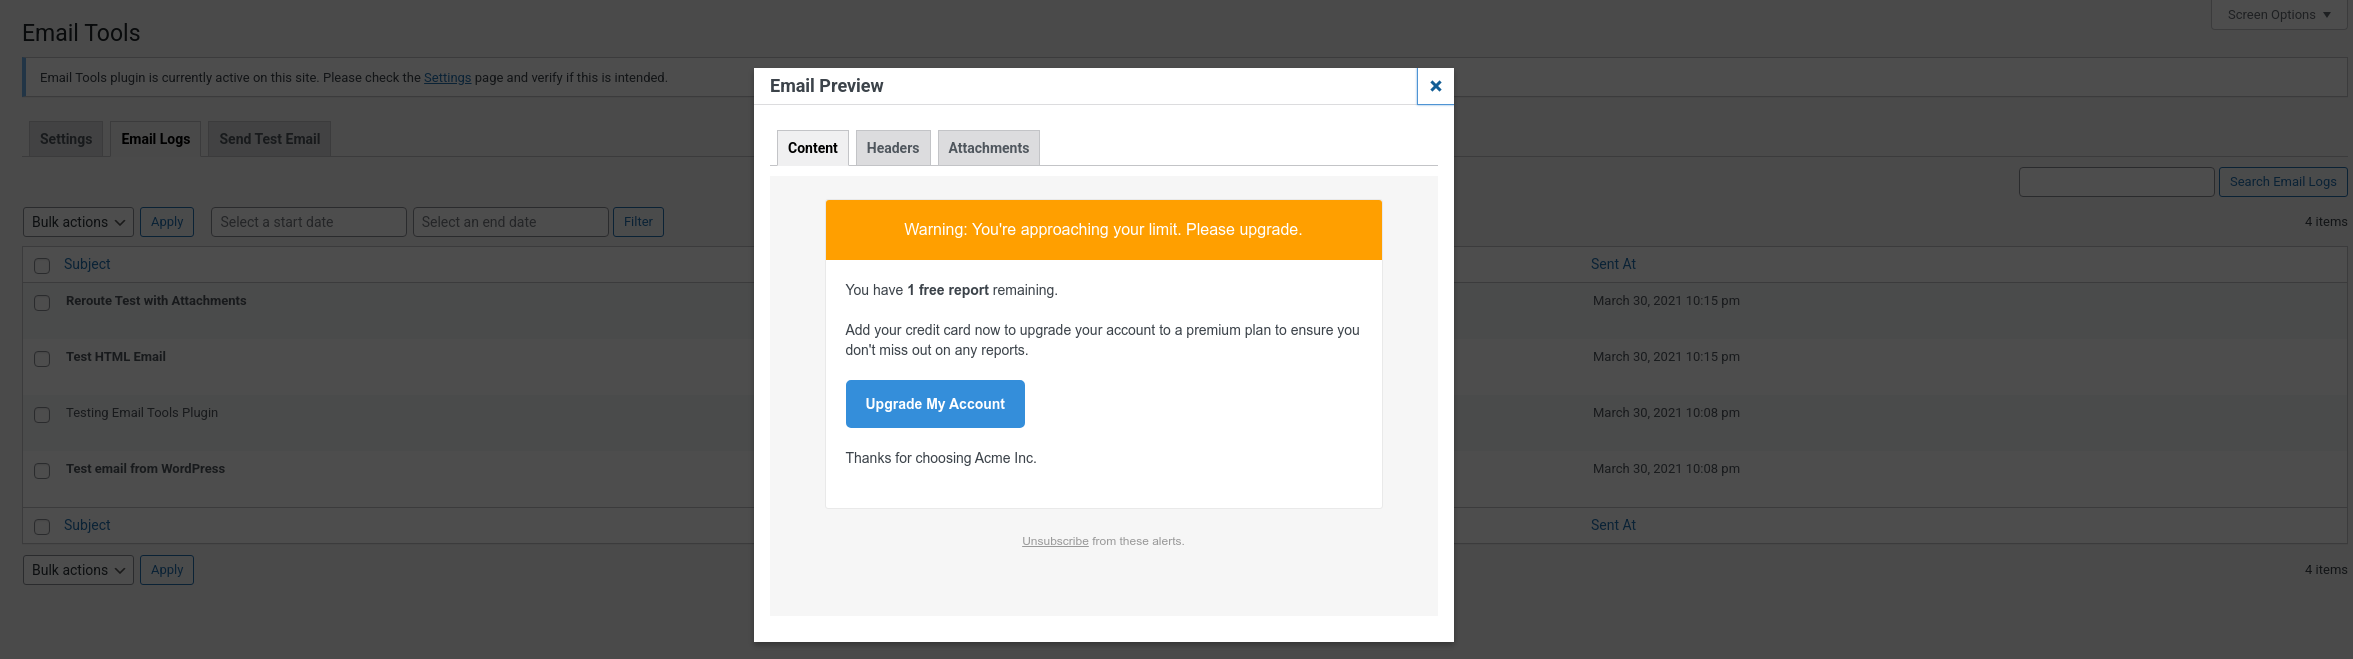 Screen Options
Email Tools
Email Tools plugin is currently active on this site. Please check the Settings page and verify if this is intended.
Settings
Email Logs
Send Test Email
Search Email Logs
Bulk actions
Apply
Select a start date
Select an end date
Filter
4 items
Subject
Sent At
Reroute Test with Attachments
March 30, 2021 10:15 pm
Test HTML Email
March 30, 2021 10:15 pm
Testing Email Tools Plugin
March 30, 2021 10:08 pm
Test email from WordPress
March 30, 2021 10:08 pm
Subject
Sent At
Bulk actions
Apply
4 items
Email Preview
Content
Headers
Attachments
Warning: You're approaching your limit. Please upgrade.
You have 1 free report remaining.
Add your credit card now to upgrade your account to a premium plan to ensure you
don't miss out on any reports.
Upgrade My Account
Thanks for choosing Acme Inc.
Unsubscribe from these alerts.